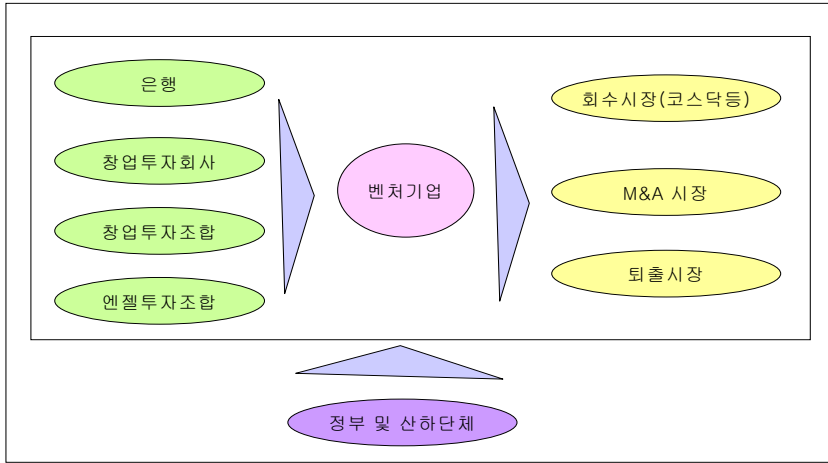 은행
창업투자회사
창업투자조합
엔젤투자조합
벤처기업
회수시장(코스닥등)
M&A 시장
퇴출시장
정부 및 산하단체